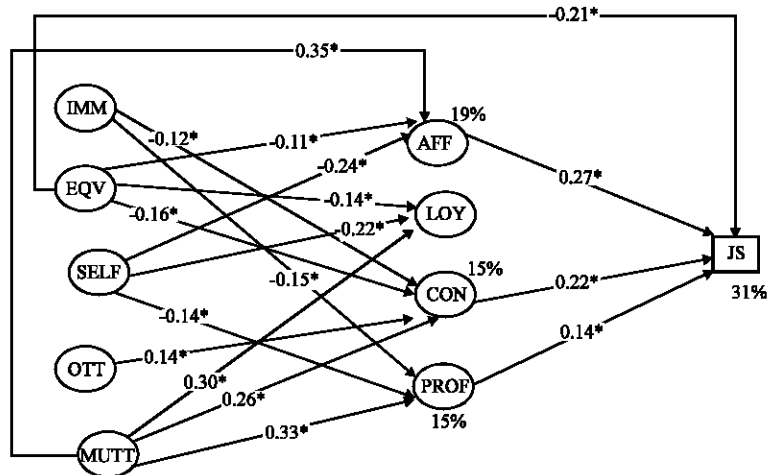 -0.21*
0.35*
IMM
19%
-0.12*
-0.11*
AFF
-0.24*
0.27*
EQV
-0.14*
-0.16*
LOY
-0.22*
JS
SELF
15%
-0.15*
CON
0.22*
31%
-0.14*
0.14*
OTT
0.14*
0.30*
PROF
0.26*
15%
0.33*
MUTT